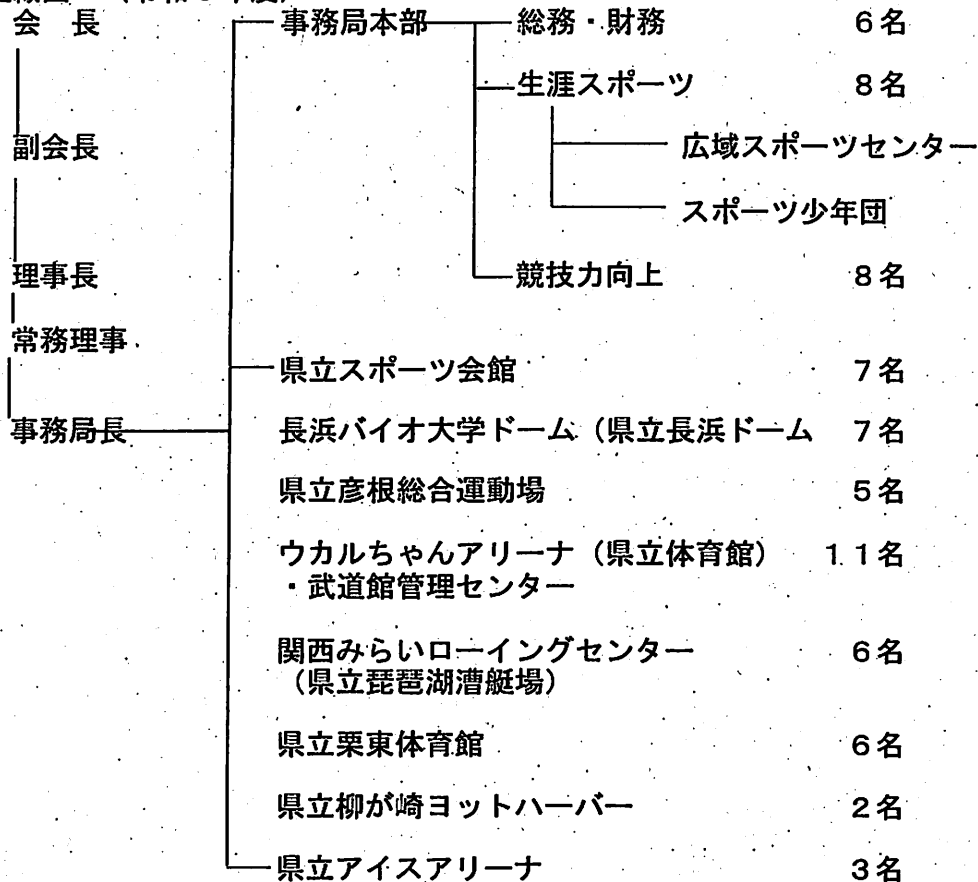 会 長 事務局本部 総務・財務 6名
生涯スポーツ 8名
副会長 広域スポーツセンター
スポーツ少年団
理事長 競技力向上 8名
常務理事
県立スポーツ会館 7名
事務局長 長浜バイオ大学ドーム（県立長浜ドーム 7名
県立彦根総合運動場 5名
ウカルちゃんアリーナ（県立体育館） 11名
・武道館管理センター
関西みらいローイングセンター 6名
（県立琵琶湖漕艇場）
県立栗東体育館 6名
県立柳が崎ヨットハーバー 2名
県立アイスアリーナ 3名